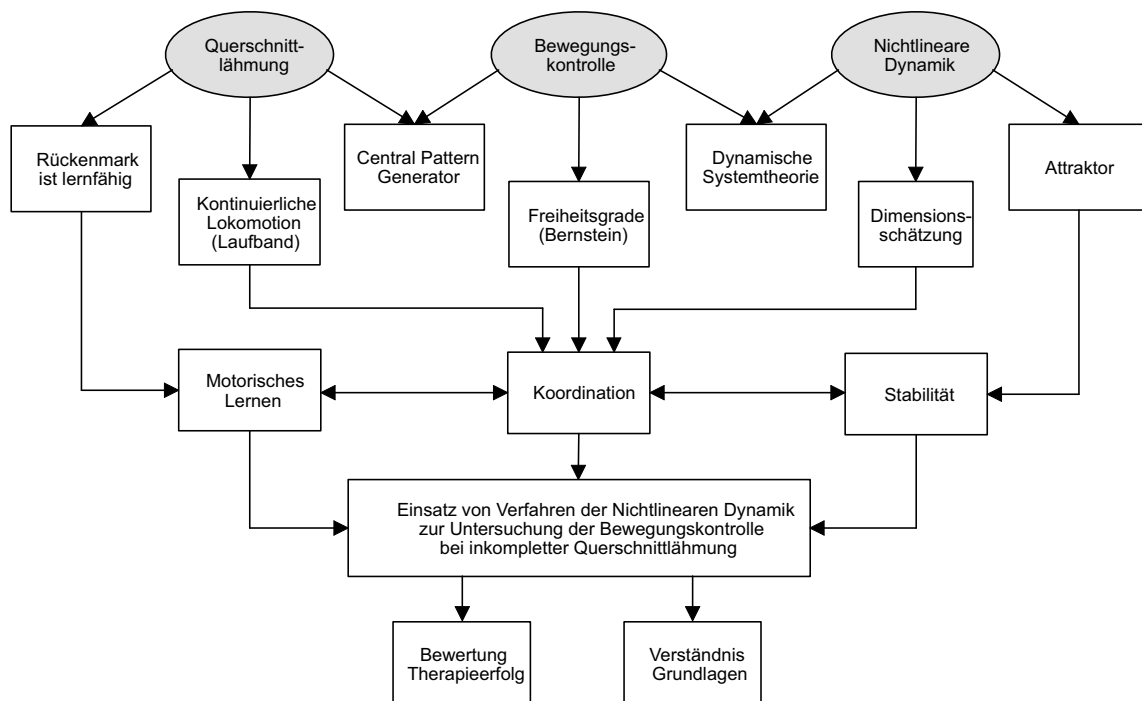 Querschnitt-
lähmung
Bewegungs-
kontrolle
Nichtlineare
Dynamik
Rückenmark
ist lernfähig
Kontinuierliche
Lokomotion
(Laufband)
Central Pattern
Generator
Freiheitsgrade
(Bernstein)
Dynamische
Systemtheorie
Dimensions-
schätzung
Attraktor
Motorisches
Lernen
Koordination
Stabilität
Einsatz von Verfahren der Nichtlinearen Dynamik
zur Untersuchung der Bewegungskontrolle
bei inkompletter Querschnittlähmung
Bewertung
Therapieerfolg
Verständnis
Grundlagen